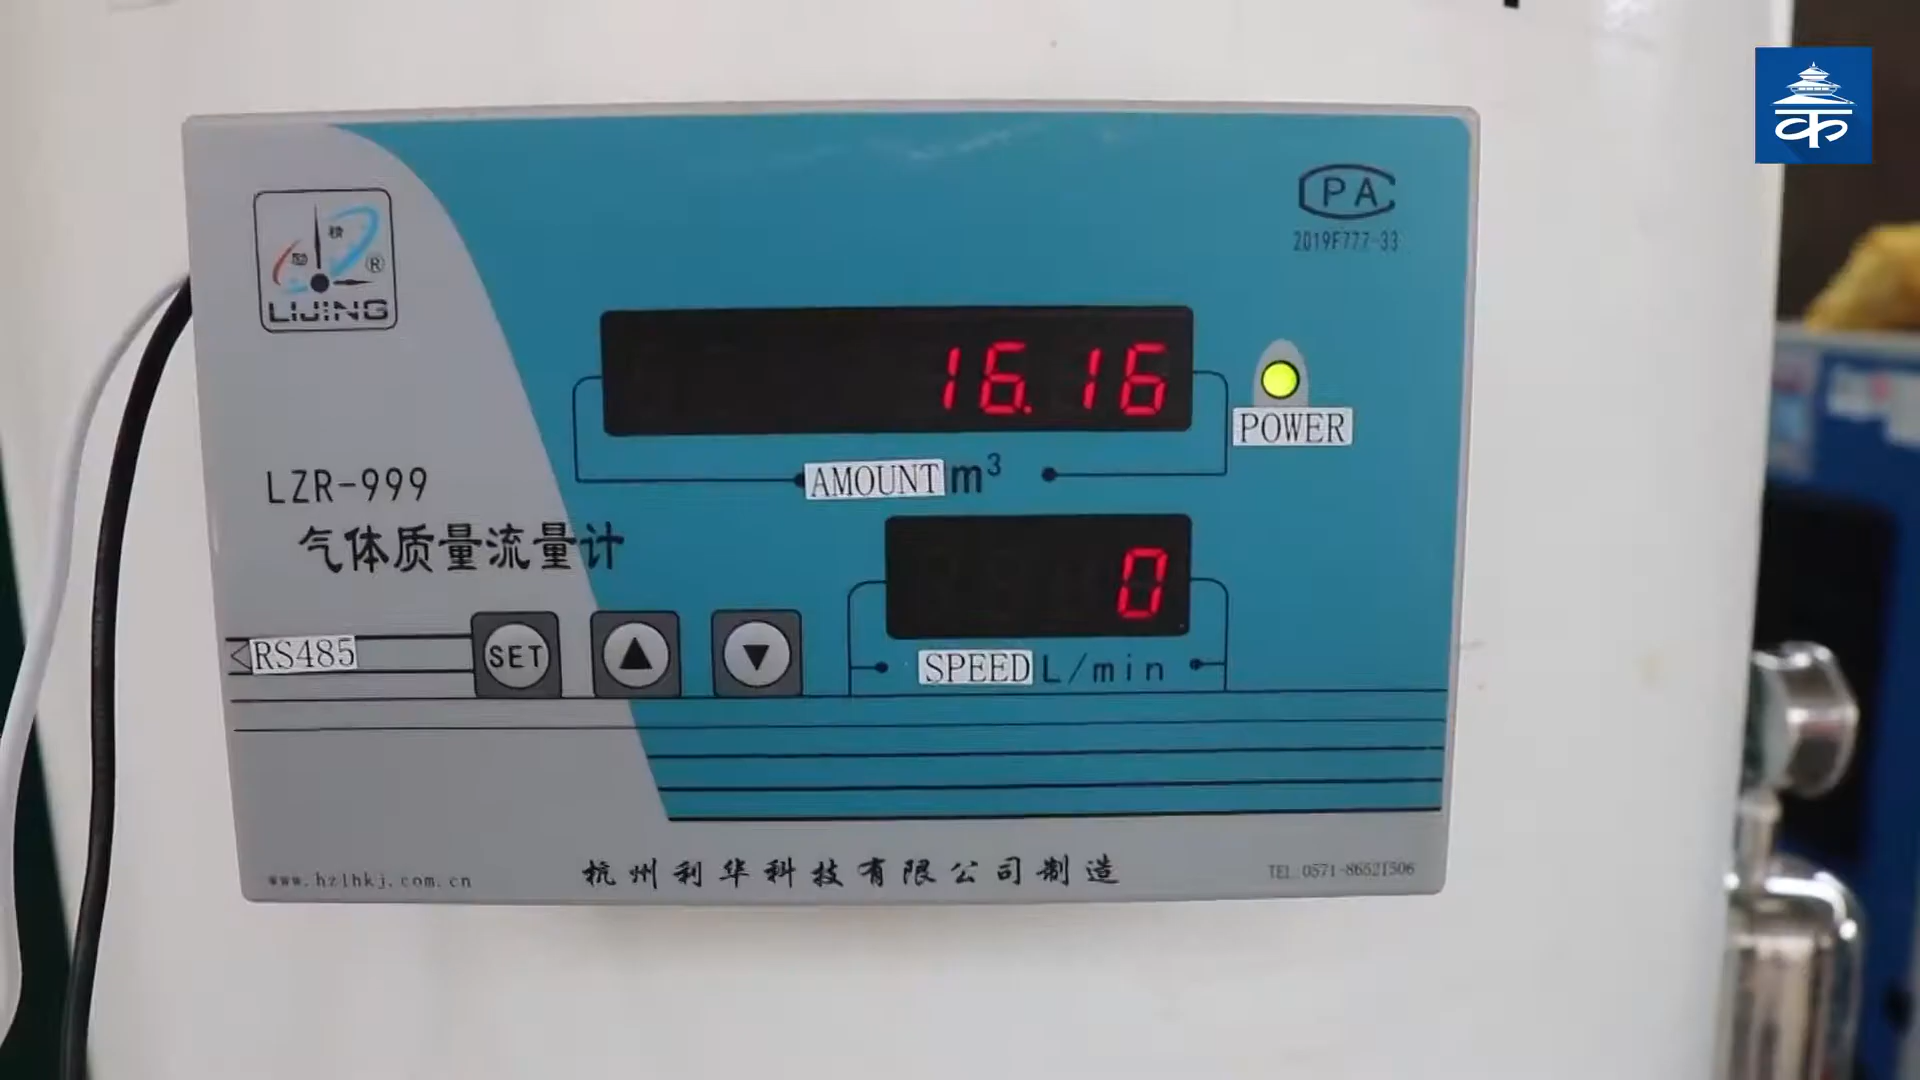 क
CPA
2019F777-33
LIJING
®
16.16
POWER
AMOUNT m³
LZR-999
气体质量流量计
0
RS485
SET
SPEED L/min
www.hzlhkj.com.cn
杭州利华科技有限公司制造
TEL:0571-86521506